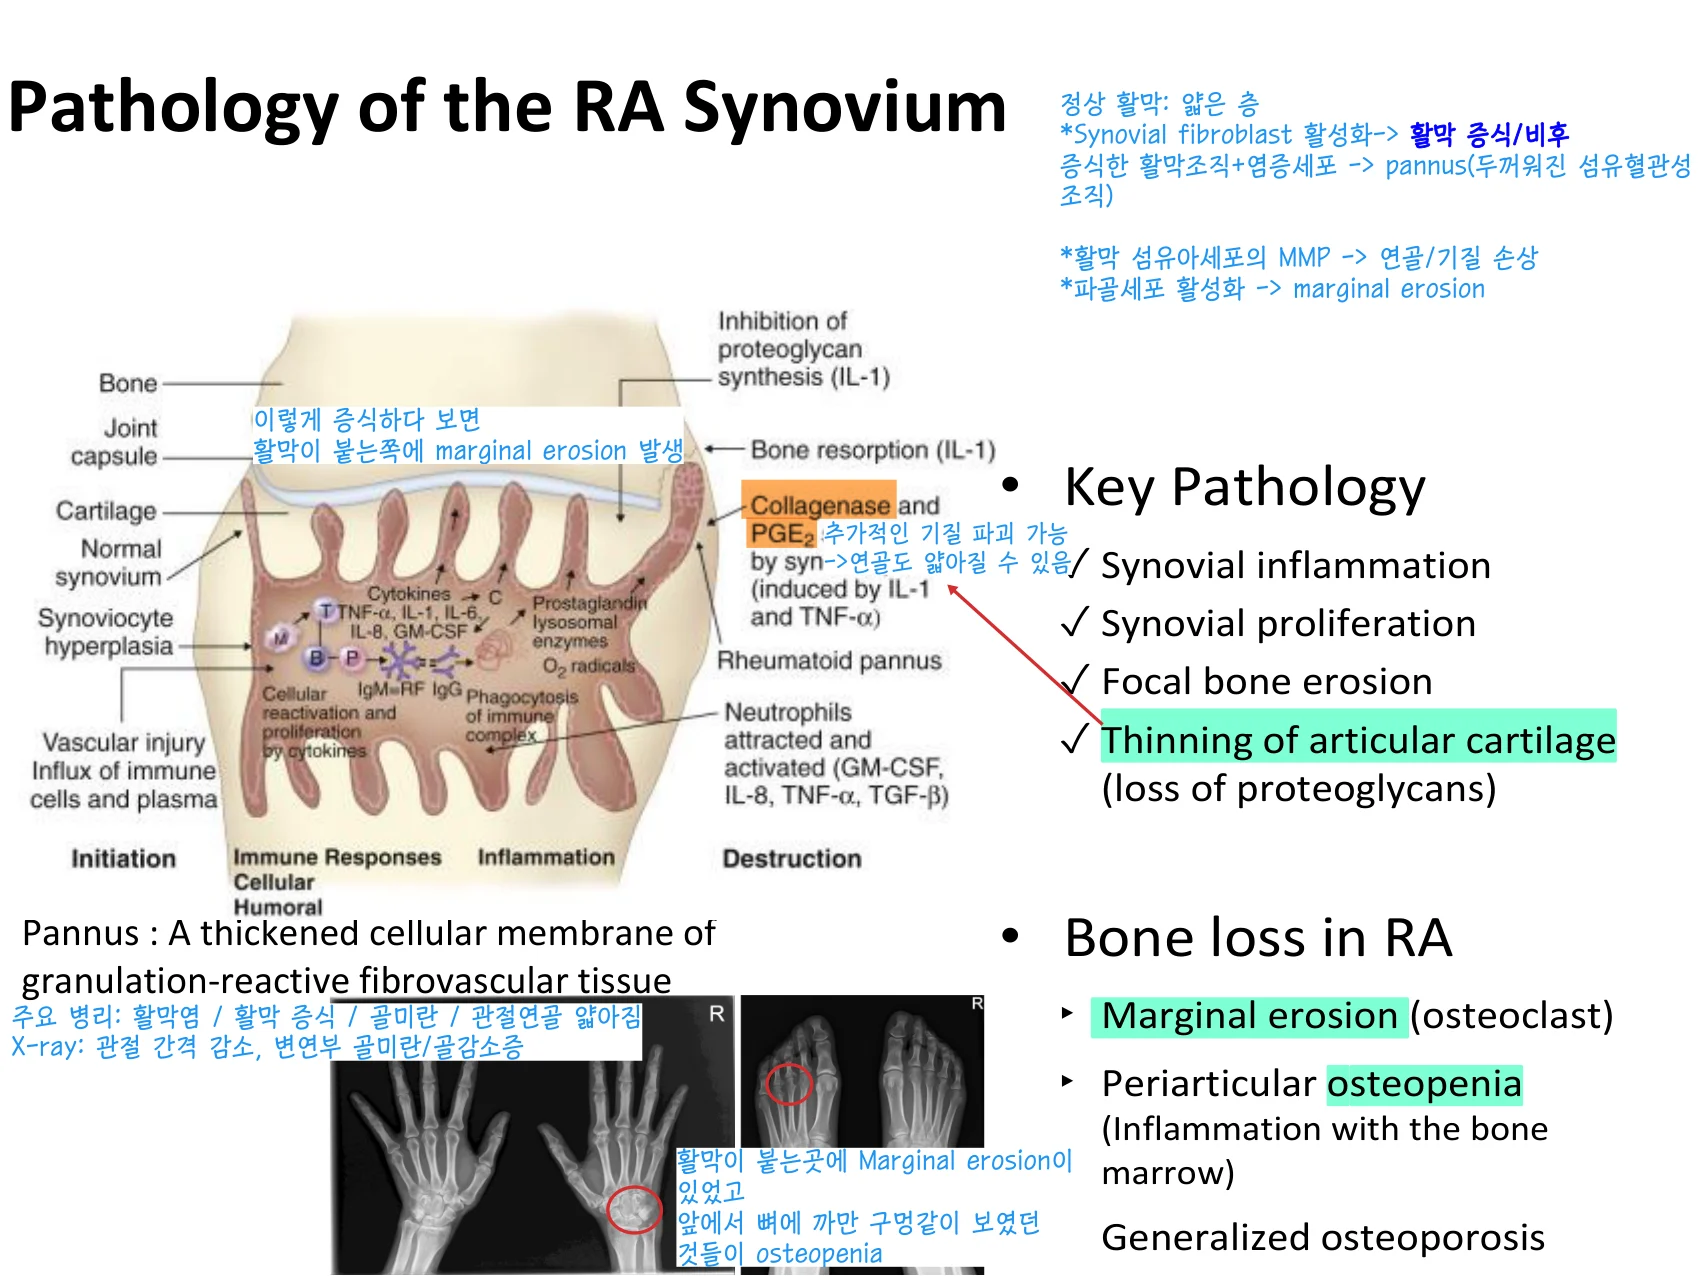 Pathology of the RA Synovium
정상 활막: 얇은 층
*Synovial fibroblast 활성화-> 활막 증식/비후
증식한 활막조직+염증세포 -> pannus(두꺼워진 섬유혈관성
조직)
*활막 섬유아세포의 MMP -> 연골/기질 손상
*파골세포 활성화 -> marginal erosion
Bone
Joint
capsule
Cartilage
Normal
synovium
Synoviocyte
hyperplasia
Vascular injury
Influx of immune
cells and plasma
Initiation
이렇게 증식하다 보면
활막이 붙는쪽에 marginal erosion 발생
Cytokines
C
T
TNF-α, IL-1, IL-6,
IL-8, GM-CSF
M
B
P
IgM=RF
IgG
Cellular
reactivation and
proliferation
by cytokines
Prostaglandin
lysosomal
enzymes
O2 radicals
Phagocytosis
of immune
complex
Immune Responses
Cellular
Humoral
Inflammation
Inhibition of
proteoglycan
synthesis (IL-1)
Bone resorption (IL-1)
Collagenase and
PGE2
추가적인 기질 파괴 가능
by syn
->연골도 얇아질 수 있음
(induced by IL-1
and TNF-α)
Rheumatoid pannus
Neutrophils
attracted and
activated (GM-CSF,
IL-8, TNF-α, TGF-β)
Destruction
Pannus : A thickened cellular membrane of
granulation-reactive fibrovascular tissue
주요 병리: 활막염 / 활막 증식 / 골미란 / 관절연골 얇아짐
X-ray: 관절 간격 감소, 변연부 골미란/골감소증
R
R
활막이 붙는곳에 Marginal erosion이
있었고
앞에서 뼈에 까만 구멍같이 보였던
것들이 osteopenia
• Key Pathology
✓ Synovial inflammation
✓ Synovial proliferation
✓ Focal bone erosion
✓ Thinning of articular cartilage
(loss of proteoglycans)
• Bone loss in RA
‣ Marginal erosion (osteoclast)
‣ Periarticular osteopenia
(Inflammation with the bone
marrow)
Generalized osteoporosis